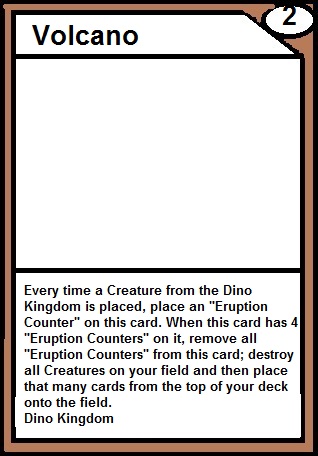 2
Volcano
Every time a Creature from the Dino
Kingdom is placed, place an "Eruption
Counter" on this card. When this card has 4
"Eruption Counters" on it, remove all
"Eruption Counters" from this card; destroy
all Creatures on your field and then place
that many cards from the top of your deck
onto the field.
Dino Kingdom